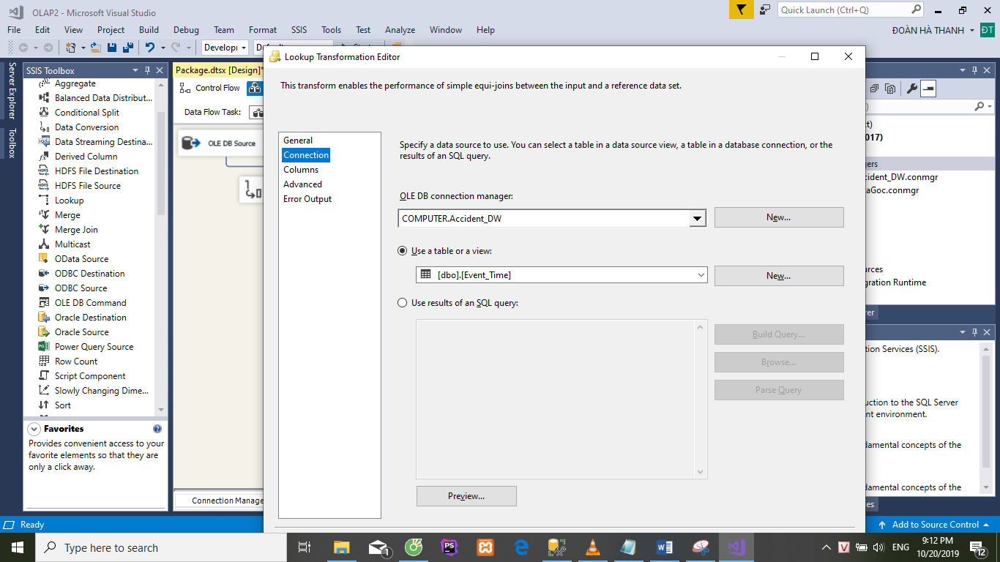 OLAP2 - Microsoft Visual Studio
Quick Launch (Ctrl+Q)
File Edit View Project Build Debug Team Format SSIS Tools Test Analyze Window Help
ĐOÀN HÀ THANH ĐT
Server Explorer
Toolbox
SSIS Toolbox
Aggregate
Balanced Data Distribut...
Conditional Split
Data Conversion
Data Streaming Destina...
Derived Column
HDFS File Destination
HDFS File Source
Lookup
Merge
Merge Join
Multicast
OData Source
ODBC Destination
ODBC Source
OLE DB Command
Oracle Destination
Oracle Source
Power Query Source
Row Count
Script Component
Slowly Changing Dime...
Sort
Favorites
Provides convenient access to your
favorite elements so that they are
only a click away.
Package.dtsx [Design]*
Control Flow
Data Flow Task:
OLE DB Source
Connection Manage
Lookup Transformation Editor
This transform enables the performance of simple equi-joins between the input and a reference data set.
General
Connection
Columns
Advanced
Error Output
Specify a data source to use. You can select a table in a data source view, a table in a database connection, or the
results of an SQL query.
OLE DB connection manager:
COMPUTER.Accident_DW
New...
Use a table or a view:
[dbo].[Event_Time]
New...
Use results of an SQL query:
Build Query...
Browse...
Parse Query
Preview...
ct)
2017)
gers
cident_DW.conmgr
taGoc.conmgr
urces
gration Runtime
rer
tion Services (SSIS).
uction to the SQL Server
nt environment.
damental concepts of the
damental concepts of the
es
Ready
Add to Source Control
Type here to search
1
PS
ENG
9:12 PM
10/20/2019
12